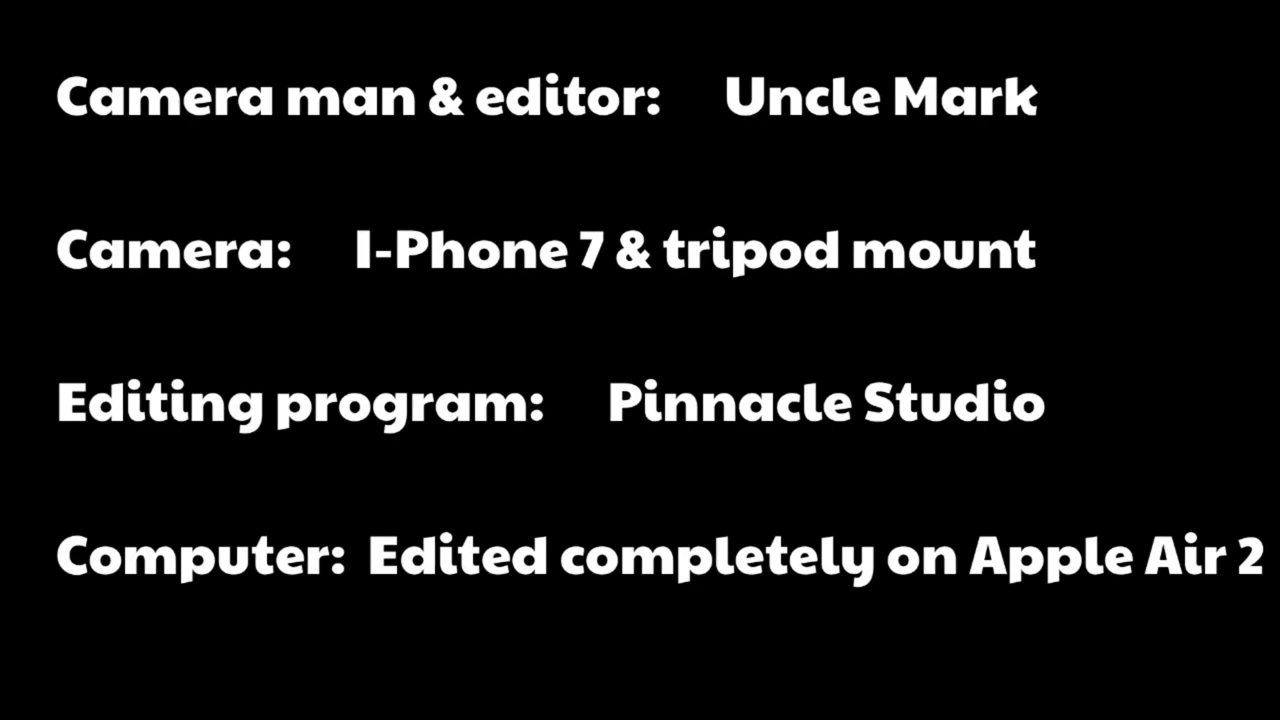 Camera man & editor: Uncle Mark
Camera: I-Phone 7 & tripod mount
Editing program: Pinnacle Studio
Computer: Edited completely on Apple Air 2